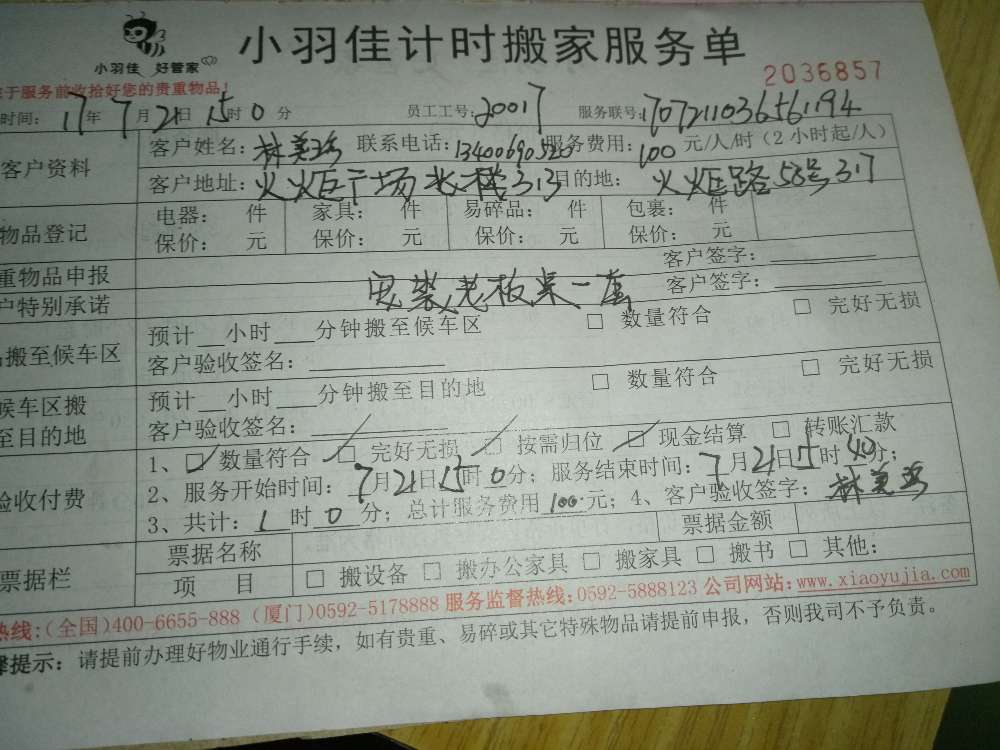 小羽佳 好管家
小羽佳计时搬家服务单
于服务前收拾好您的贵重物品！
2036857
时间：17年7月21日15时0分 员工工号：20017 服务联号：1707211036561194
客户资料 客户姓名：林美 联系电话：13400690520 服务费用：100元/人/时（2小时起/人）
客户地址：火炬广场北楼313 目的地：火炬路58号317
物品登记 电器： 件 家具： 件 易碎品： 件 包裹： 件
保价： 元 保价： 元 保价： 元 保价： 元
重物品申报 客户签字：
户特别承诺 安装老板桌一 客户签字：
搬至候车区 预计__小时___分钟搬至候车区 □ 数量符合 □ 完好无损
客户验收签名：
候车区搬至目的地 预计__小时___分钟搬至目的地 □ 数量符合 □ 完好无损
客户验收签名：
验收付费 1、☑ 数量符合 ☑ 完好无损 ☑ 按需归位 ☑ 现金结算 □ 转账汇款
2、服务开始时间：7月21日15时0分；服务结束时间：7月21日15时40分；
3、共计：1时0分；总计服务费用100元；4、客户验收签字：林美
票据栏 票据名称 票据金额
项 目 □ 搬设备 □ 搬办公家具 □ 搬家具 □ 搬书 □ 其他：
热线：(全国)400-6655-888 (厦门)0592-5178888 服务监督热线：0592-5888123 公司网站：www.xiaoyujia.com
提示：请提前办理好物业通行手续，如有贵重、易碎或其它特殊物品请提前申报，否则我司不予负责。